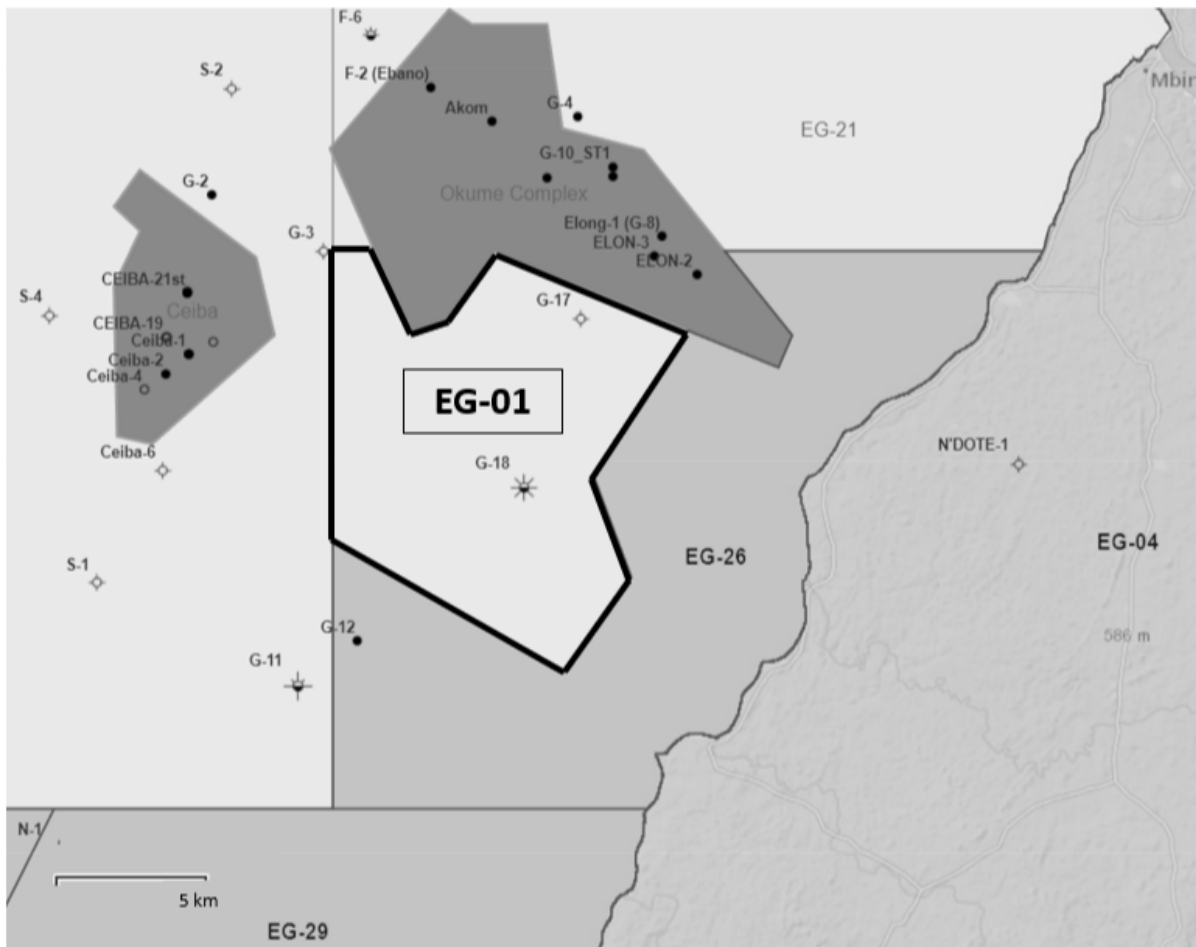 F-6
S-2
F-2 (Ebano)
Mbin
Akom
G-4
EG-21
G-10_ST1
G-2
Okume Complex
Elong-1 (G-8)
G-3
ELON-3
ELON-2
CEIBA-21st
S-4
Ceiba
G-17
CEIBA-19
Ceiba-1
Ceiba-2
Ceiba-4
EG-01
N'DOTE-1
Ceiba-6
G-18
EG-04
EG-26
S-1
G-12
586 m
G-11
N-1
5 km
EG-29